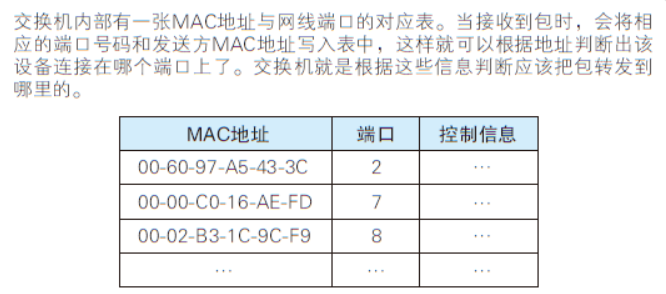 交换机内部有一张MAC地址与网线端口的对应表。当接收到包时，会将相
应的端口号码和发送方MAC地址写入表中，这样就可以根据地址判断出该
设备连接在哪个端口上了。交换机就是根据这些信息判断应该把包转发到
哪里的。
MAC地址 端口 控制信息
00-60-97-A5-43-3C 2 …
00-00-C0-16-AE-FD 7 …
00-02-B3-1C-9C-F9 8 …
… … …